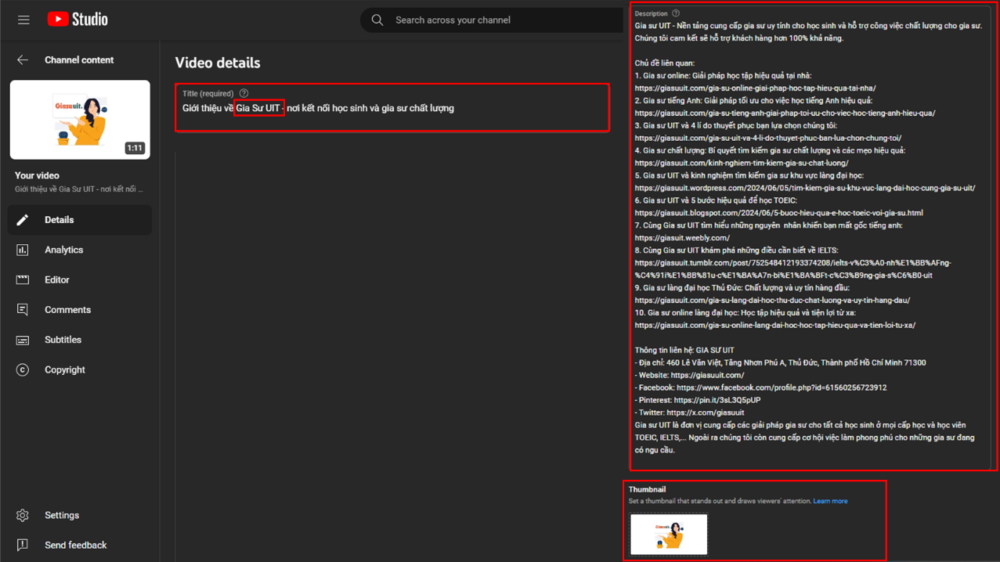 Studio
Search across your channel
Channel content
Giasuuit.
1:11
Your video
Giới thiệu về Gia Sư UIT - nơi kết nối ...
Details
Analytics
Editor
Comments
Subtitles
Copyright
Settings
Send feedback
Video details
Title (required)
Giới thiệu về Gia Sư UIT - nơi kết nối học sinh và gia sư chất lượng
Description
Gia sư UIT - Nền tảng cung cấp gia sư uy tính cho học sinh và hỗ trợ công việc chất lượng cho gia sư.
Chúng tôi cam kết sẽ hỗ trợ khách hàng hơn 100% khả năng.
Chủ đề liên quan:
1. Gia sư online: Giải pháp học tập hiệu quả tại nhà:
https://giasuuit.com/gia-su-online-giai-phap-hoc-tap-hieu-qua-tai-nha/
2. Gia sư tiếng Anh: Giải pháp tối ưu cho việc học tiếng Anh hiệu quả:
https://giasuuit.com/gia-su-tieng-anh-giai-phap-toi-uu-cho-viec-hoc-tieng-anh-hieu-qua/
3. Gia sư UIT và 4 lí do thuyết phục bạn lựa chọn chúng tôi:
https://giasuuit.com/gia-su-uit-va-4-li-do-thuyet-phuc-ban-lua-chon-chung-toi/
4. Gia sư chất lượng: Bí quyết tìm kiếm gia sư chất lượng và các mẹo hiệu quả:
https://giasuuit.com/kinh-nghiem-tim-kiem-gia-su-chat-luong/
5. Gia sư UIT và kinh nghiệm tìm kiếm gia sư khu vực làng đại học:
https://giasuuit.wordpress.com/2024/06/05/tim-kiem-gia-su-khu-vuc-lang-dai-hoc-cung-gia-su-uit/
6. Gia sư UIT và 5 bước hiệu quả để học TOEIC:
https://giasuuit.blogspot.com/2024/06/5-buoc-hieu-qua-e-hoc-toeic-voi-gia-su.html
7. Cùng Gia sư UIT tìm hiểu những nguyên nhân khiến bạn mất gốc tiếng anh:
https://giasuit.weebly.com/
8. Cùng Gia sư UIT khám phá những điều cần biết về IELTS:
https://giasuuit.tumblr.com/post/752548412193374208/ielts-v%C3%A0-nh%E1%BB%AFng-
%C4%91i%E1%BB%81u-c%E1%BA%A7n-bi%E1%BA%BFt-c%C3%B9ng-gia-s%C6%B0-uit
9. Gia sư làng đại học Thủ Đức: Chất lượng và uy tín hàng đầu:
https://giasuuit.com/gia-su-lang-dai-hoc-thu-duc-chat-luong-va-uy-tin-hang-dau/
10. Gia sư online làng đại học: Học tập hiệu quả và tiện lợi từ xa:
https://giasuuit.com/gia-su-online-lang-dai-hoc-hoc-tap-hieu-qua-va-tien-loi-tu-xa/
Thông tin liên hệ: GIA SƯ UIT
- Địa chỉ: 460 Lê Văn Việt, Tăng Nhơn Phú A, Thủ Đức, Thành phố Hồ Chí Minh 71300
- Website: https://giasuuit.com/
- Facebook: https://www.facebook.com/profile.php?id=61560256723912
- Pinterest: https://pin.it/3sL3Q5pUP
- Twitter: https://x.com/giasuuit
Gia sư UIT là đơn vị cung cấp các giải pháp gia sư cho tất cả học sinh ở mọi cấp học và học viên
TOEIC, IELTS,... Ngoài ra chúng tôi còn cung cấp cơ hội việc làm phong phú cho những gia sư đang
có ngu cầu.
Thumbnail
Set a thumbnail that stands out and draws viewers' attention. Learn more
Giasuuit.